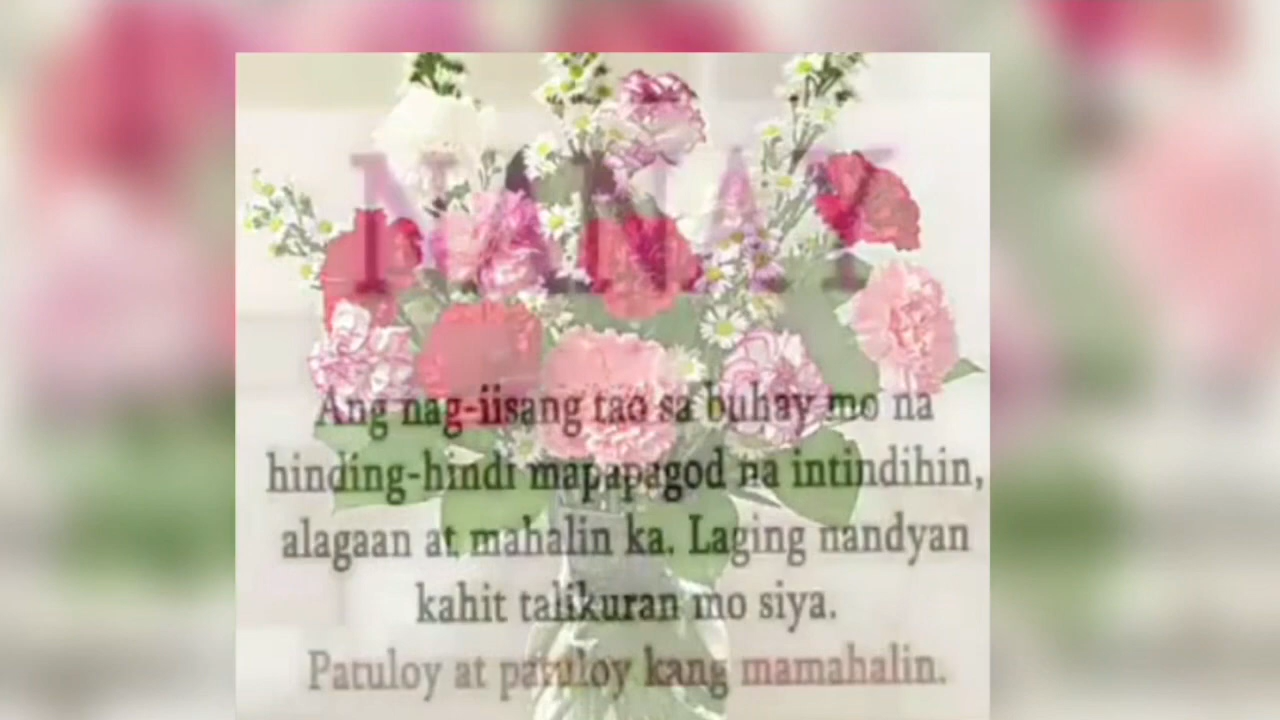 NANAY
Ang nag-iisang tao sa buhay mo na
hinding-hindi mapapagod na intindihin,
alagaan at mahalin ka. Laging nandyan
kahit talikuran mo siya.
Patuloy at patuloy kang mamahalin.